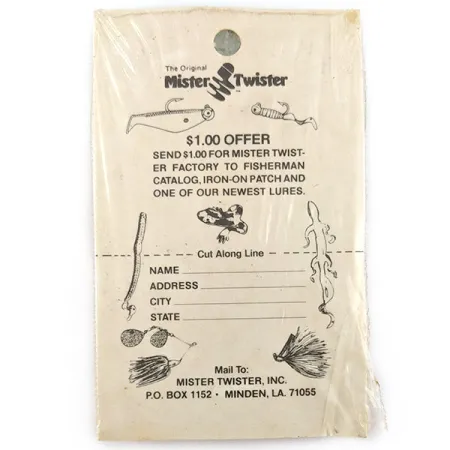 The Original
Mister Twister
TM
$1.00 OFFER
SEND $1.00 FOR MISTER TWIST-
ER FACTORY TO FISHERMAN
CATALOG, IRON-ON PATCH AND
ONE OF OUR NEWEST LURES.
Cut Along Line
NAME
ADDRESS
CITY
STATE
Mail To:
MISTER TWISTER, INC.
P.O. BOX 1152 • MINDEN, LA. 71055